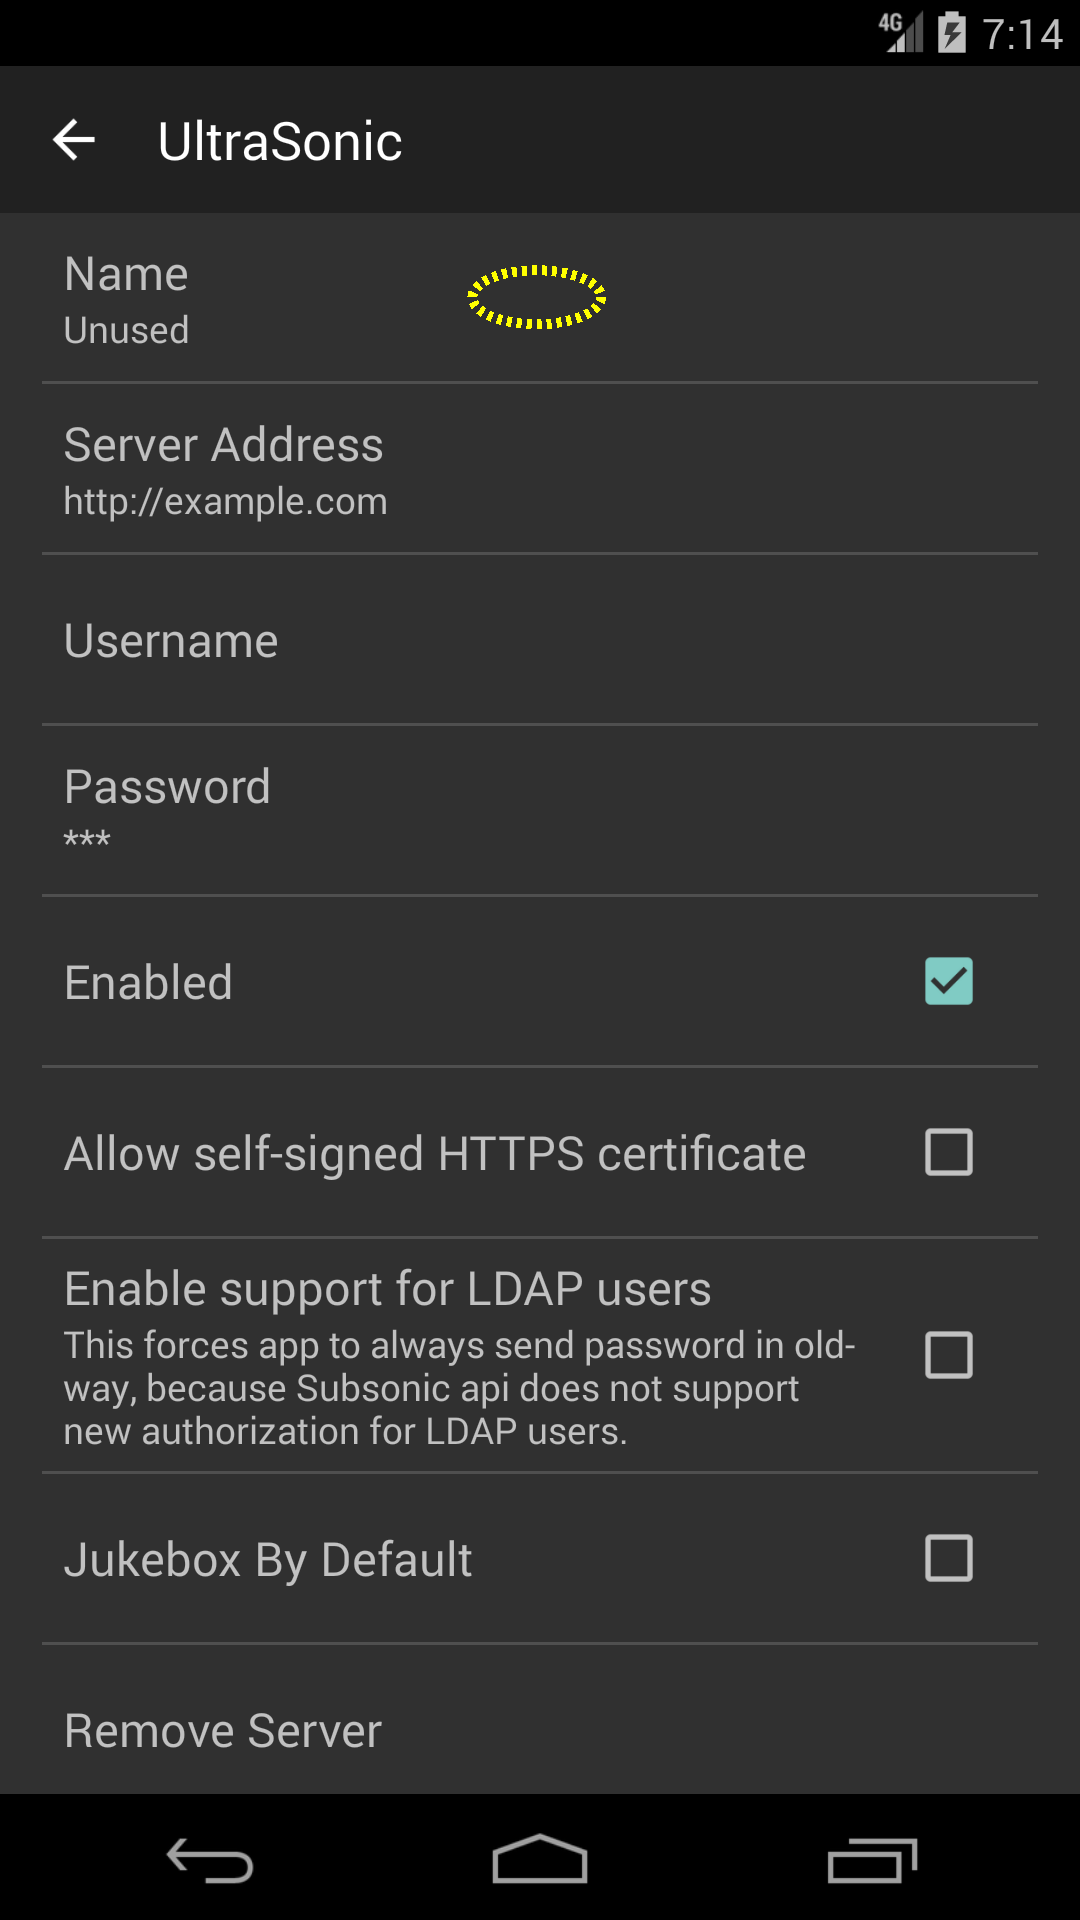 4G 7:14
UltraSonic
Name
Unused
Server Address
http://example.com
Username
Password
***
Enabled
Allow self-signed HTTPS certificate
Enable support for LDAP users
This forces app to always send password in old-
way, because Subsonic api does not support
new authorization for LDAP users.
Jukebox By Default
Remove Server